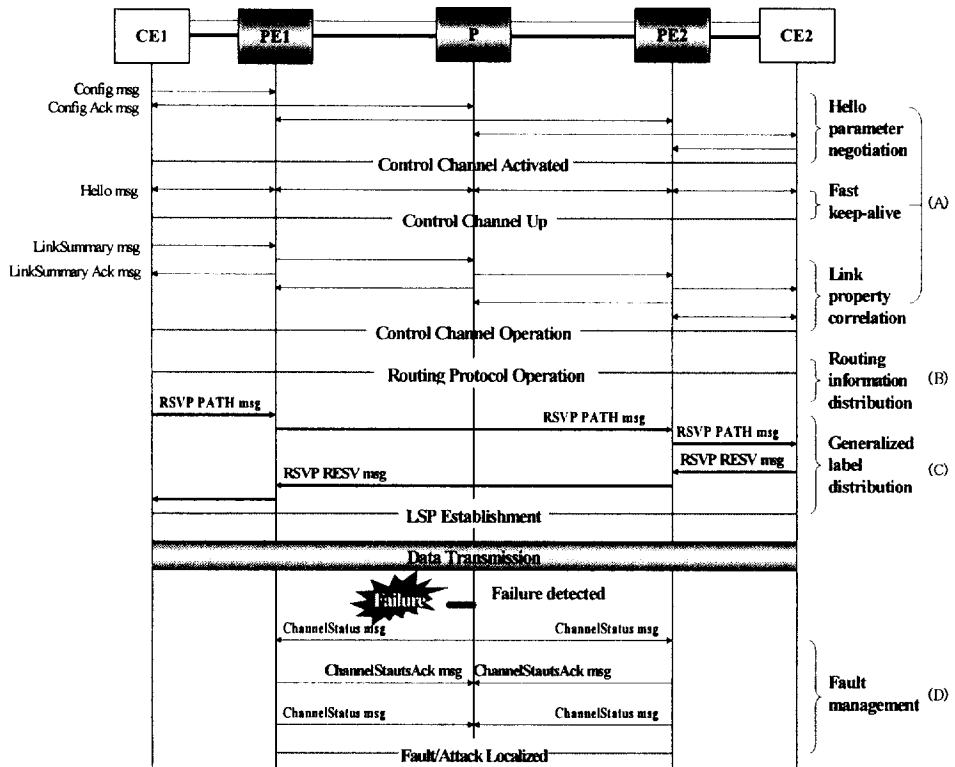 CE1 PE1 P PE2 CE2
Config msg
Config Ack msg
Hello
parameter
negotiation
Control Channel Activated
Hello msg
Fast
keep-alive
(A)
Control Channel Up
LinkSummary msg
LinkSummary Ack msg
Link
property
correlation
Control Channel Operation
Routing
information
distribution
(B)
Routing Protocol Operation
RSVP PATH msg
RSVP PATH msg
RSVP PATH msg
Generalized
label
distribution
(C)
RSVP RESV msg
RSVP RESV msg
LSP Establishment
Data Transmission
Failure
Failure detected
ChannelStatus msg
ChannelStatus msg
ChannelStautsAck msg
ChannelStautsAck msg
Fault
management
(D)
ChannelStatus msg
ChannelStatus msg
Fault/Attack Localized